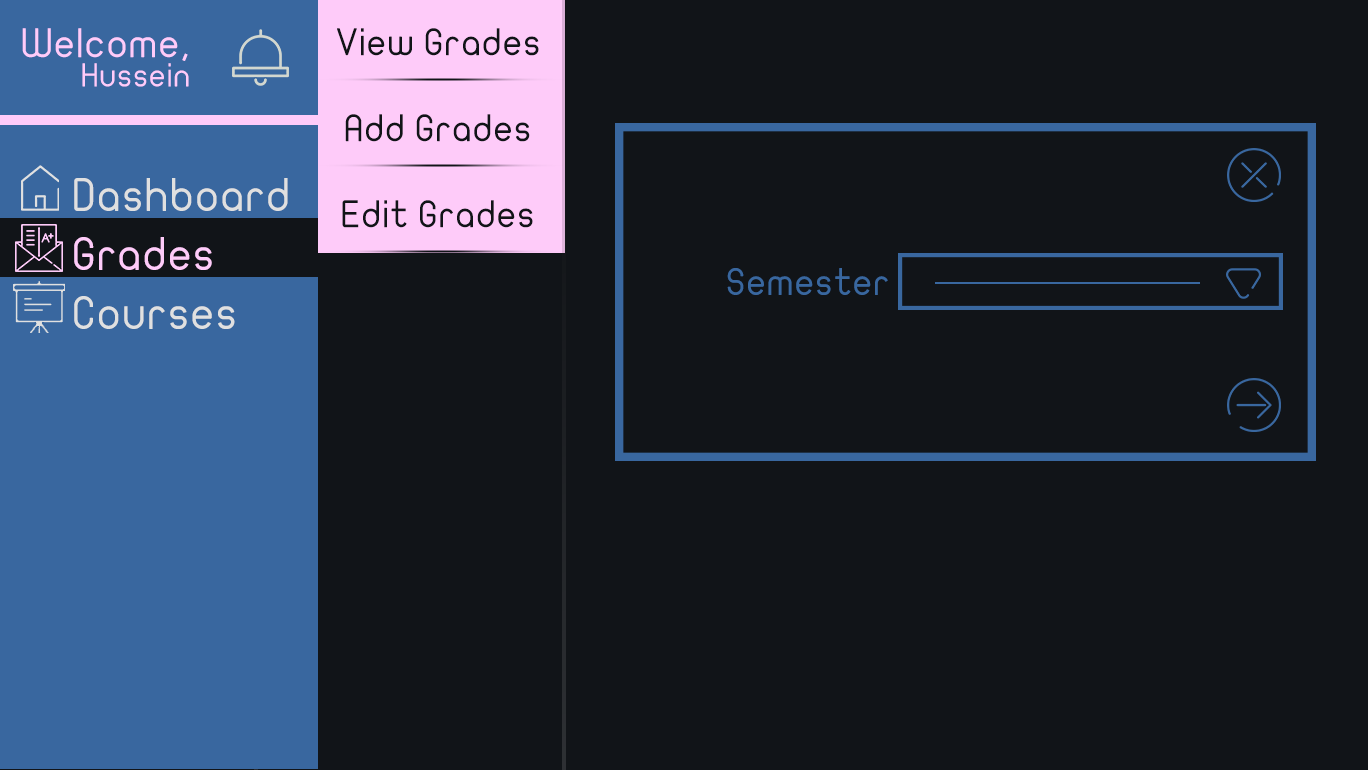 Welcome,
Hussein
Dashboard
Grades
A+
Courses
View Grades
Add Grades
Edit Grades
Semester